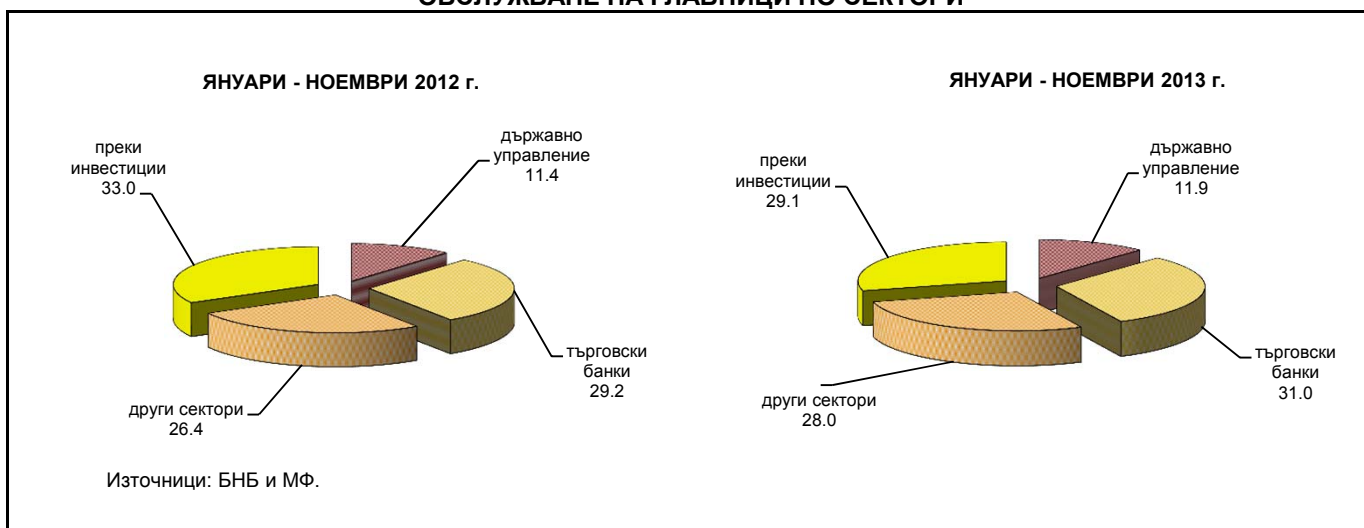 ОБСЛУЖВАНЕ НА ГЛАВНИЦИ ПО СЕКТОРИ
ЯНУАРИ - НОЕМВРИ 2012 г.
преки
инвестиции
33.0
държавно
управление
11.4
търговски
банки
29.2
други сектори
26.4
ЯНУАРИ - НОЕМВРИ 2013 г.
преки
инвестиции
29.1
държавно
управление
11.9
търговски
банки
31.0
други сектори
28.0
Източници: БНБ и МФ.